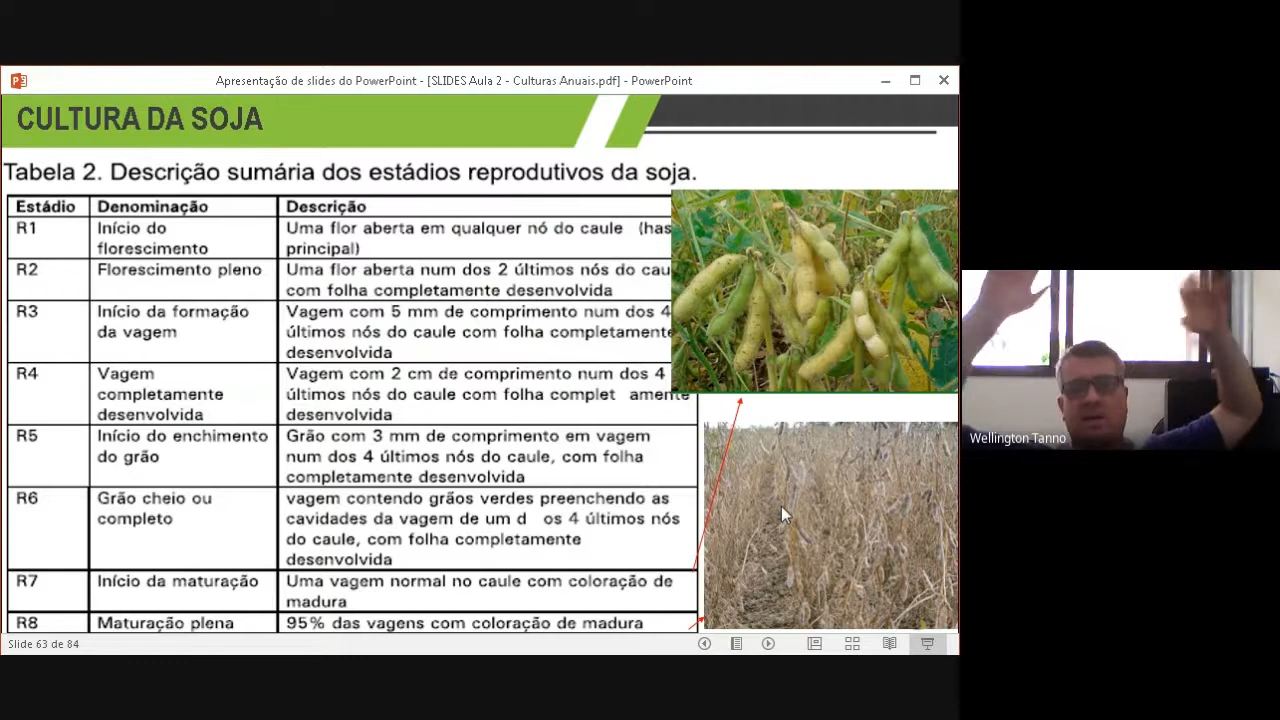 Apresentação de slides do PowerPoint - [SLIDES Aula 2 - Culturas Anuais.pdf] - PowerPoint
CULTURA DA SOJA
Tabela 2. Descrição sumária dos estádios reprodutivos da soja.
Estádio Denominação Descrição
R1 Início do Uma flor aberta em qualquer nó do caule (has
florescimento principal)
R2 Florescimento pleno Uma flor aberta num dos 2 últimos nós do cau
com folha completamente desenvolvida
R3 Início da formação Vagem com 5 mm de comprimento num dos 4
da vagem últimos nós do caule com folha completamente
desenvolvida
R4 Vagem Vagem com 2 cm de comprimento num dos 4
completamente últimos nós do caule com folha complet amente
desenvolvida desenvolvida
R5 Início do enchimento Grão com 3 mm de comprimento em vagem
do grão num dos 4 últimos nós do caule, com folha
completamente desenvolvida
R6 Grão cheio ou vagem contendo grãos verdes preenchendo as
completo cavidades da vagem de um d os 4 últimos nós
do caule, com folha completamente
desenvolvida
R7 Início da maturação Uma vagem normal no caule com coloração de
madura
R8 Maturação plena 95% das vagens com coloração de madura
Slide 63 de 84
Wellington Tanno